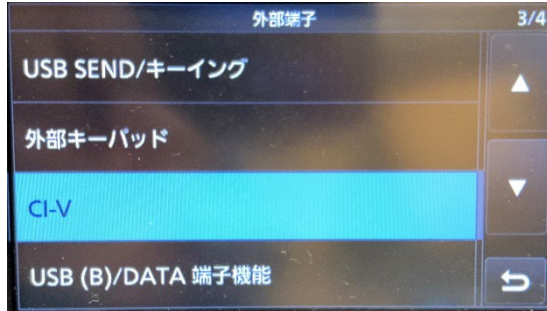 外部端子 3/4
USB SEND/キーイング
外部キーパッド
CI-V
USB (B)/DATA 端子機能